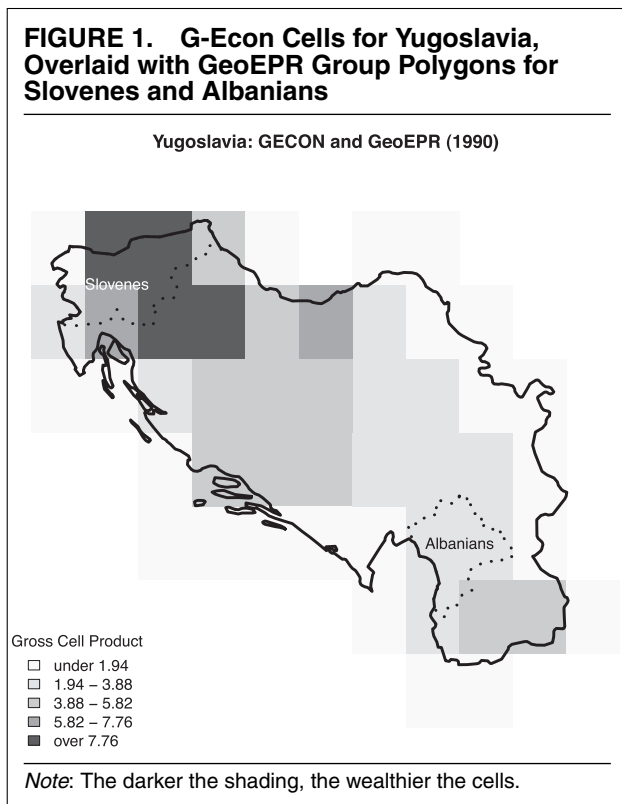 FIGURE 1. G-Econ Cells for Yugoslavia,
Overlaid with GeoEPR Group Polygons for
Slovenes and Albanians
Yugoslavia: GECON and GeoEPR (1990)
Slovenes
Albanians
Gross Cell Product
under 1.94
1.94 – 3.88
3.88 – 5.82
5.82 – 7.76
over 7.76
Note: The darker the shading, the wealthier the cells.